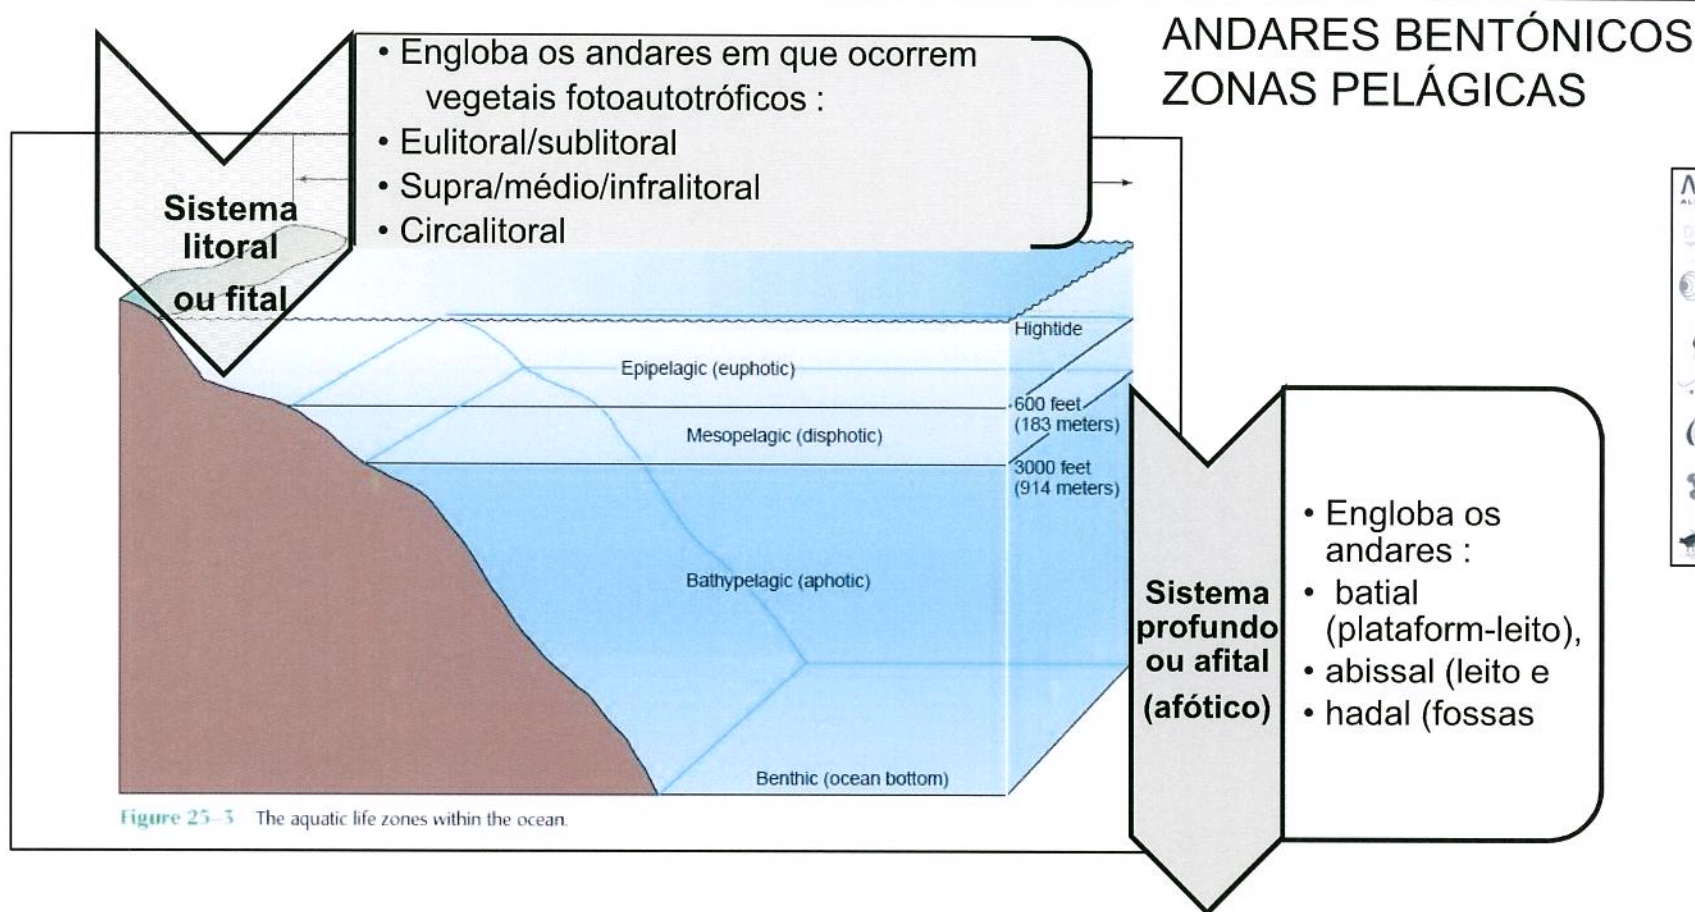 ANDARES BENTÓNICOS
ZONAS PELÁGICAS
• Engloba os andares em que ocorrem
vegetais fotoautotróficos :
• Eulitoral/sublitoral
• Supra/médio/infralitoral
• Circalitoral
Sistema
litoral
ou fital
Hightide
Epipelagic (euphotic)
600 feet
(183 meters)
Mesopelagic (disphotic)
3000 feet
(914 meters)
Bathypelagic (aphotic)
Benthic (ocean bottom)
Figure 25–3 The aquatic life zones within the ocean.
Sistema
profundo
ou afital
(afótico)
• Engloba os
andares :
• batial
(plataform-leito),
• abissal (leito e
• hadal (fossas